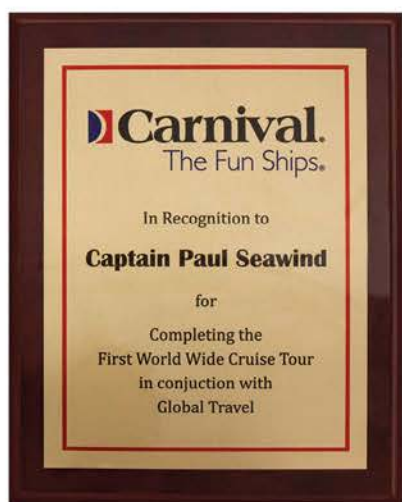 Carnival.
The Fun Ships®
In Recognition to
Captain Paul Seawind
for
Completing the
First World Wide Cruise Tour
in conjuction with
Global Travel